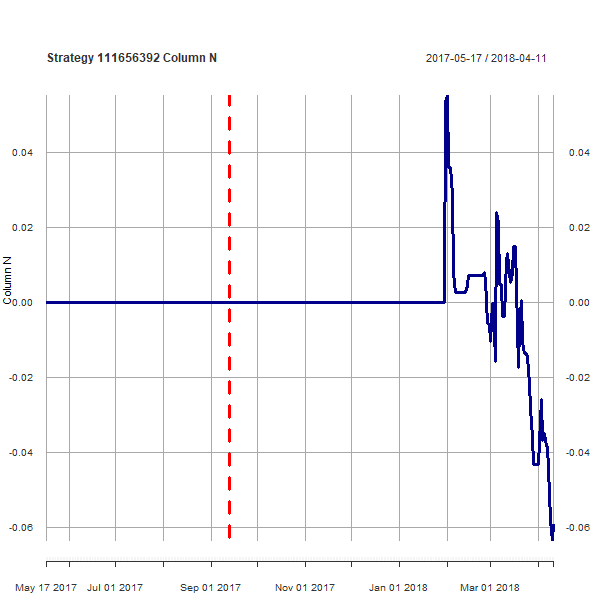 Strategy 111656392 Column N
2017-05-17 / 2018-04-11
0.04
0.04
0.02
0.02
Column N
0.00
0.00
-0.02
-0.02
-0.04
-0.04
-0.06
-0.06
May 17 2017
Jul 01 2017
Sep 01 2017
Nov 01 2017
Jan 01 2018
Mar 01 2018